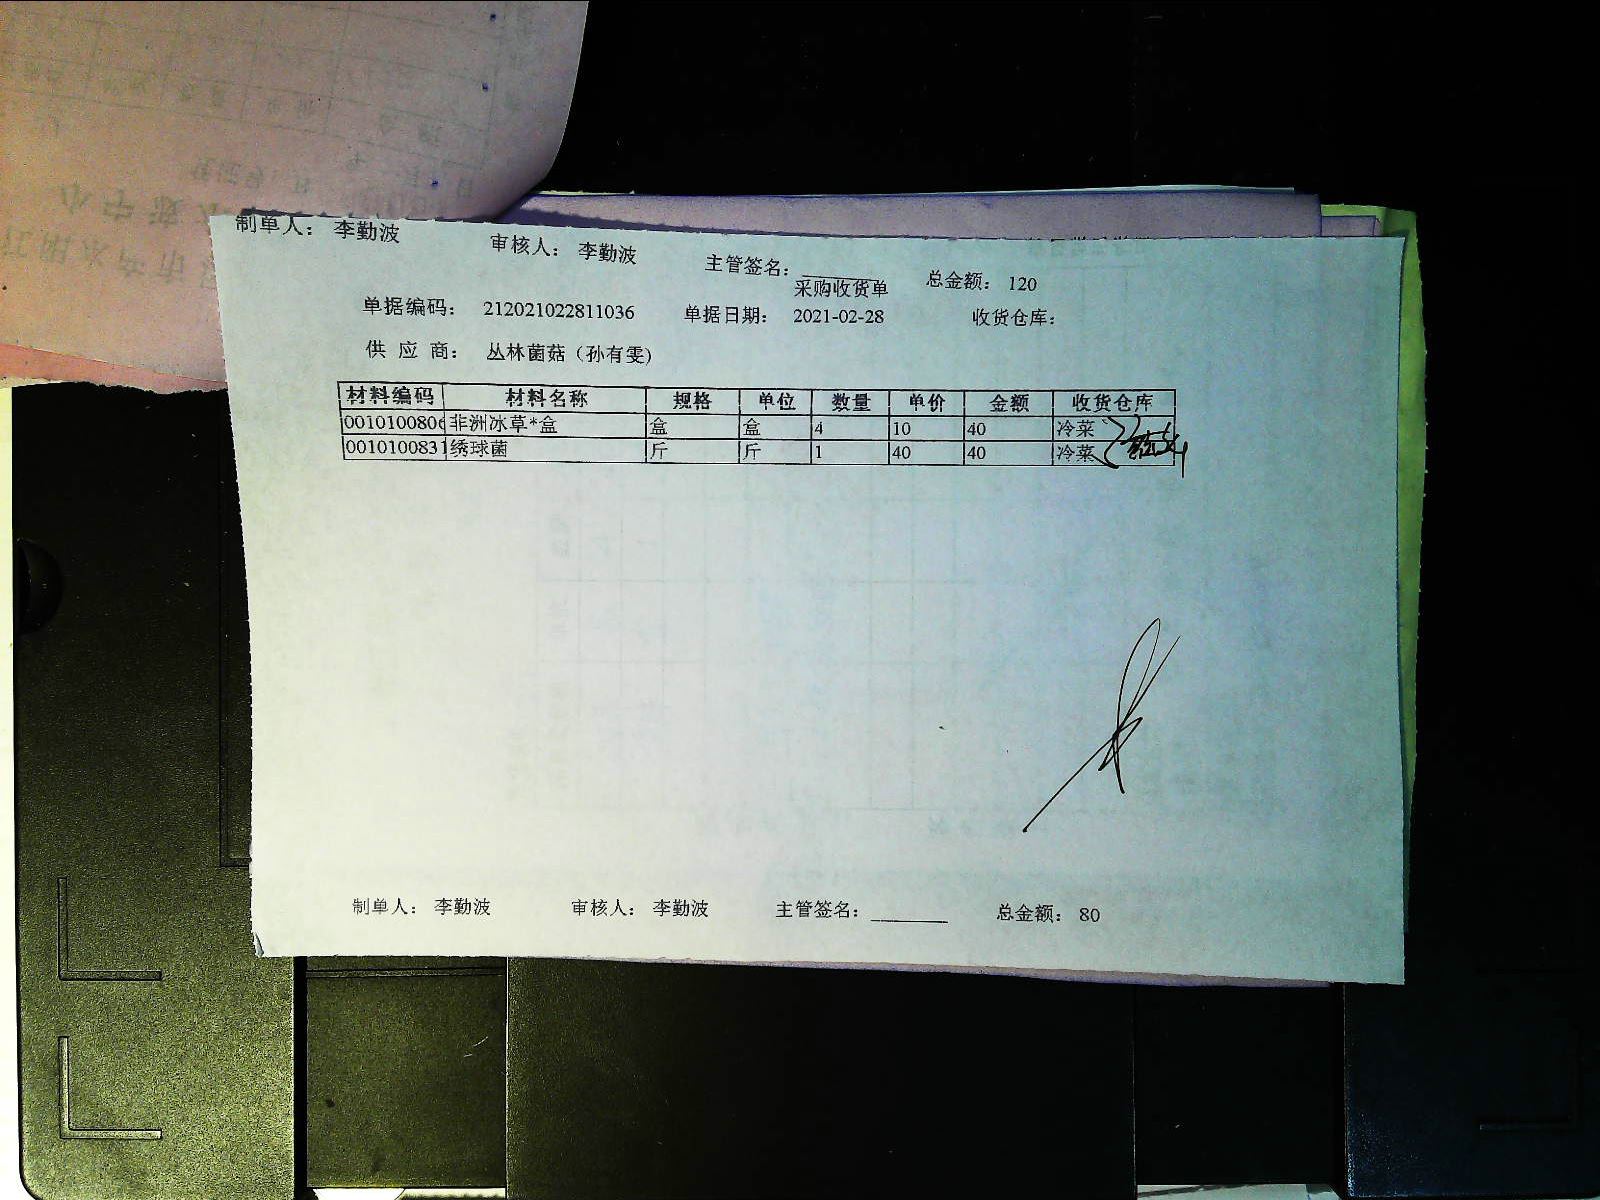 制单人： 李勤波 审核人： 李勤波 主管签名：________ 总金额： 120
采购收货单
单据编码： 212021022811036 单据日期： 2021-02-28 收货仓库：
供 应 商： 丛林菌菇（孙有雯）
材料编码 材料名称 规格 单位 数量 单价 金额 收货仓库
0010100806 非洲冰草*盒 盒 盒 4 10 40 冷菜
0010100831 绣球菌 斤 斤 1 40 40 冷菜
制单人： 李勤波 审核人： 李勤波 主管签名：________ 总金额： 80